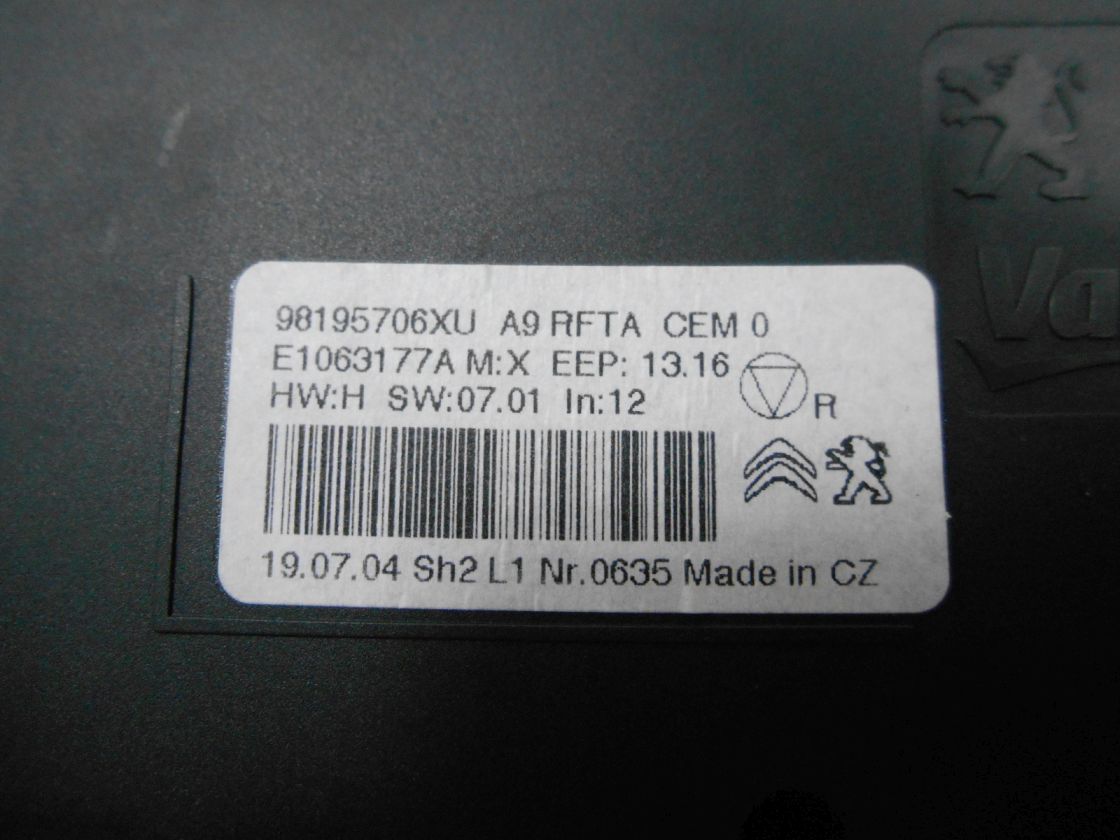 98195706XU A9 RFTA CEM 0
E1063177A M:X EEP: 13.16
HW:H SW:07.01 In:12
R
19.07.04 Sh2 L1 Nr.0635 Made in CZ
Va